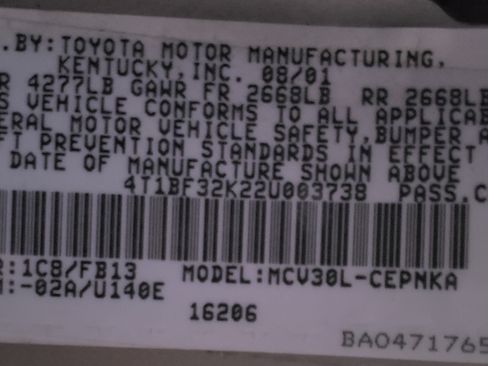 .BY:TOYOTA MOTOR MANUFACTURING,
KENTUCKY,INC. 08/01
R 4277LB GAWR FR 2668LB RR 2668LB
S VEHICLE CONFORMS TO ALL APPLICAB
ERAL MOTOR VEHICLE SAFETY,BUMPER A
FT PREVENTION STANDARDS IN EFFECT
DATE OF MANUFACTURE SHOWN ABOVE
4T1BF32K22U003738 PASS.C
R:1C8/FB13 MODEL:MCV30L-CEPNKA
M:-02A/U140E
16206
BA0471765